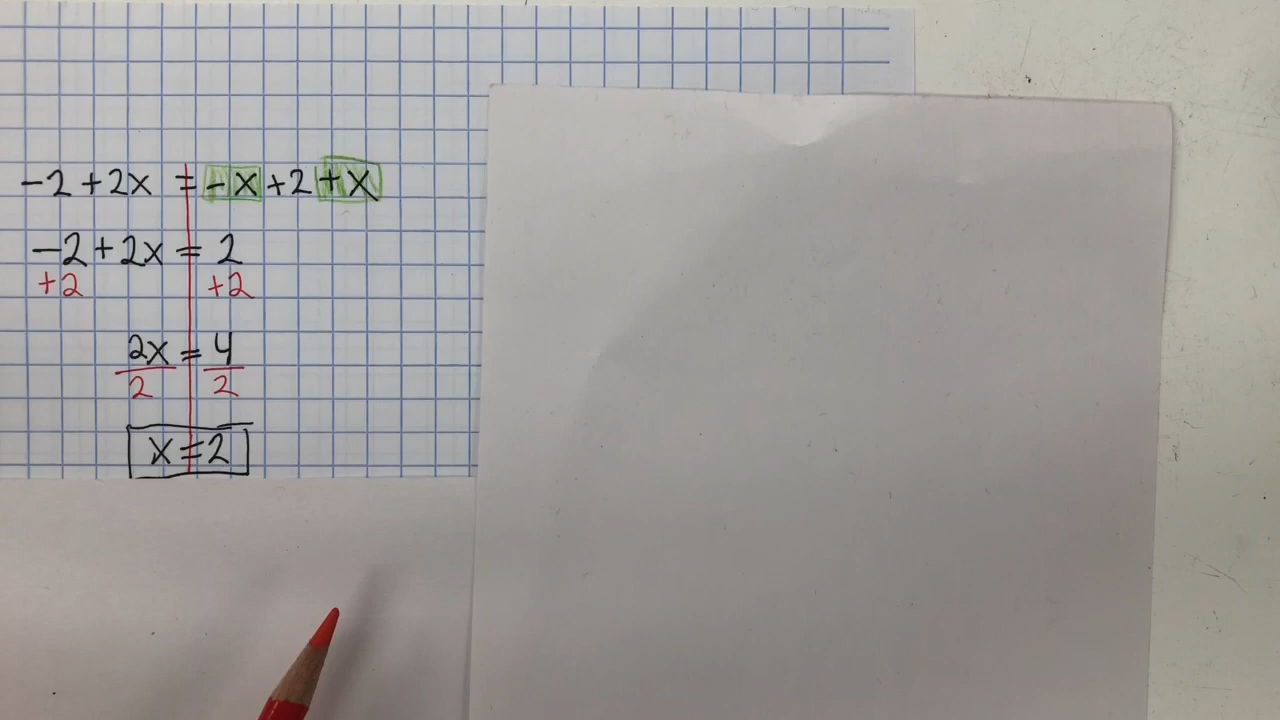 -2+2x = -x+2+x
-2+2x = 2
+2 +2
2x = 4
2 2
x=2